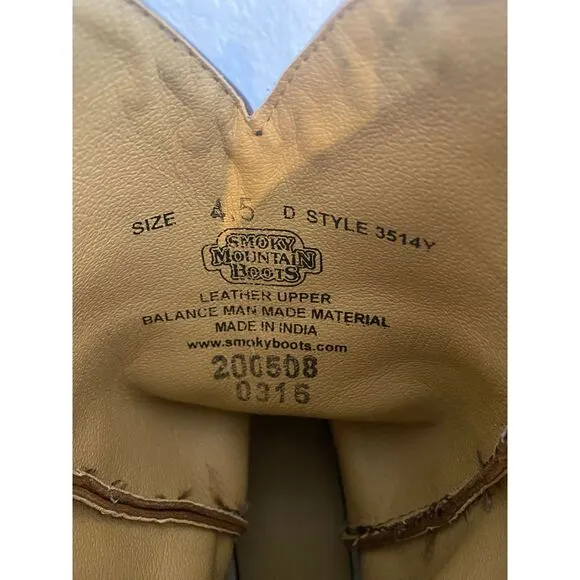 SIZE 4.5 D STYLE 3514Y
SMOKY
MOUNTAIN
BOOTS
LEATHER UPPER
BALANCE MAN MADE MATERIAL
MADE IN INDIA
www.smokyboots.com
200508
0316